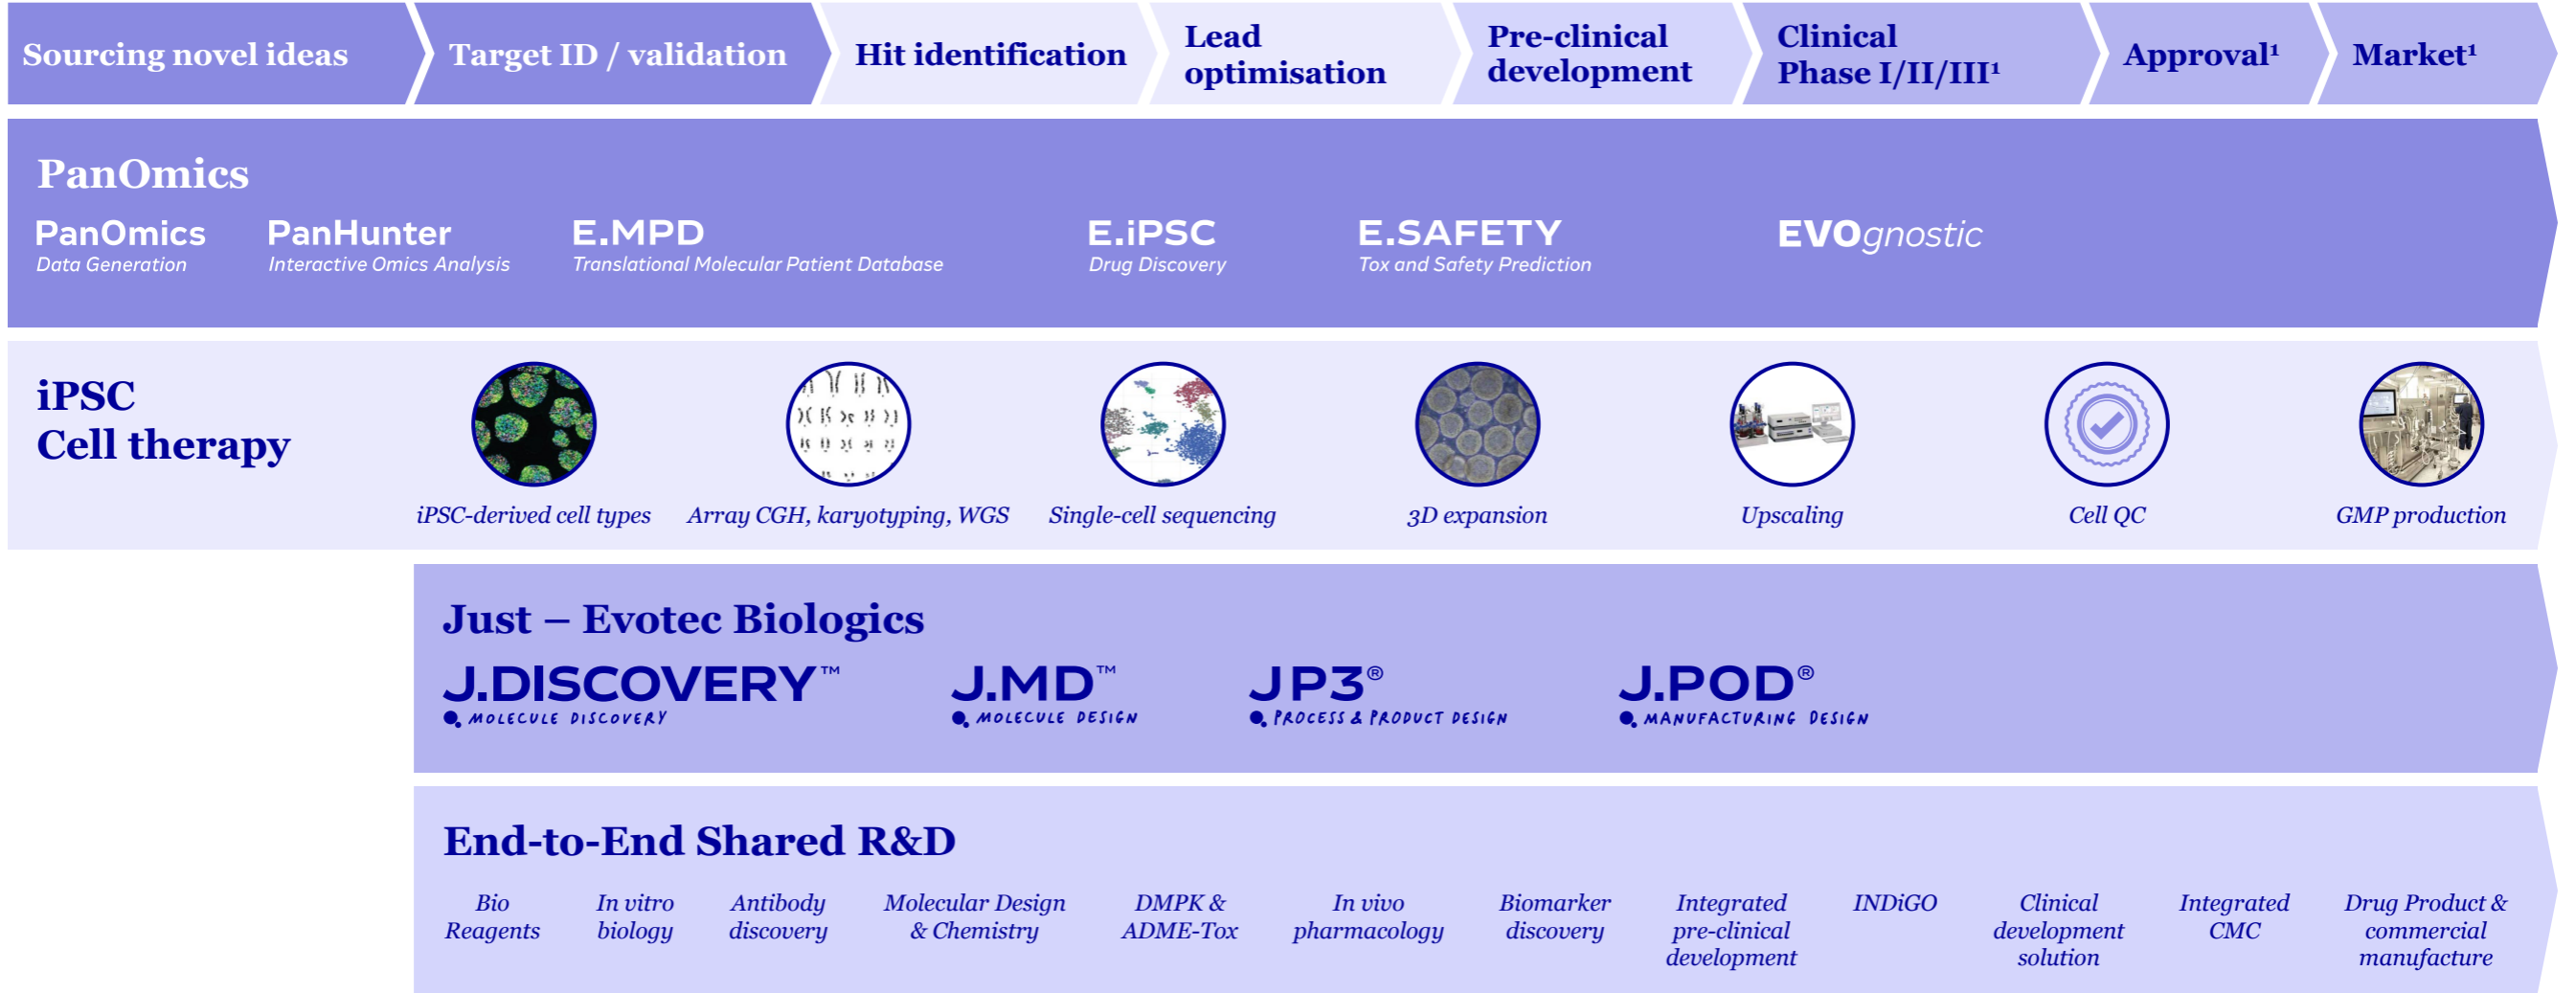 Sourcing novel ideas
Target ID / validation
Hit identification
Lead
optimisation
Pre-clinical
development
Clinical
Phase I/II/III¹
Approval¹
Market¹
PanOmics
PanOmics
Data Generation
PanHunter
Interactive Omics Analysis
E.MPD
Translational Molecular Patient Database
E.iPSC
Drug Discovery
E.SAFETY
Tox and Safety Prediction
EVOgnostic
iPSC
Cell therapy
iPSC-derived cell types
Array CGH, karyotyping, WGS
Single-cell sequencing
3D expansion
Upscaling
Cell QC
GMP production
Just – Evotec Biologics
J.DISCOVERY™
MOLECULE DISCOVERY
J.MD™
MOLECULE DESIGN
JP3®
PROCESS & PRODUCT DESIGN
J.POD®
MANUFACTURING DESIGN
End-to-End Shared R&D
Bio
Reagents
In vitro
biology
Antibody
discovery
Molecular Design
& Chemistry
DMPK &
ADME-Tox
In vivo
pharmacology
Biomarker
discovery
Integrated
pre-clinical
development
INDiGO
Clinical
development
solution
Integrated
CMC
Drug Product &
commercial
manufacture